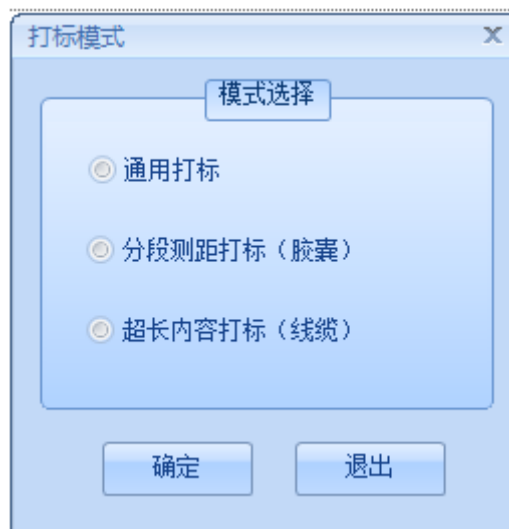 打标模式
模式选择
通用打标
分段测距打标（胶囊）
超长内容打标（线缆）
确定
退出